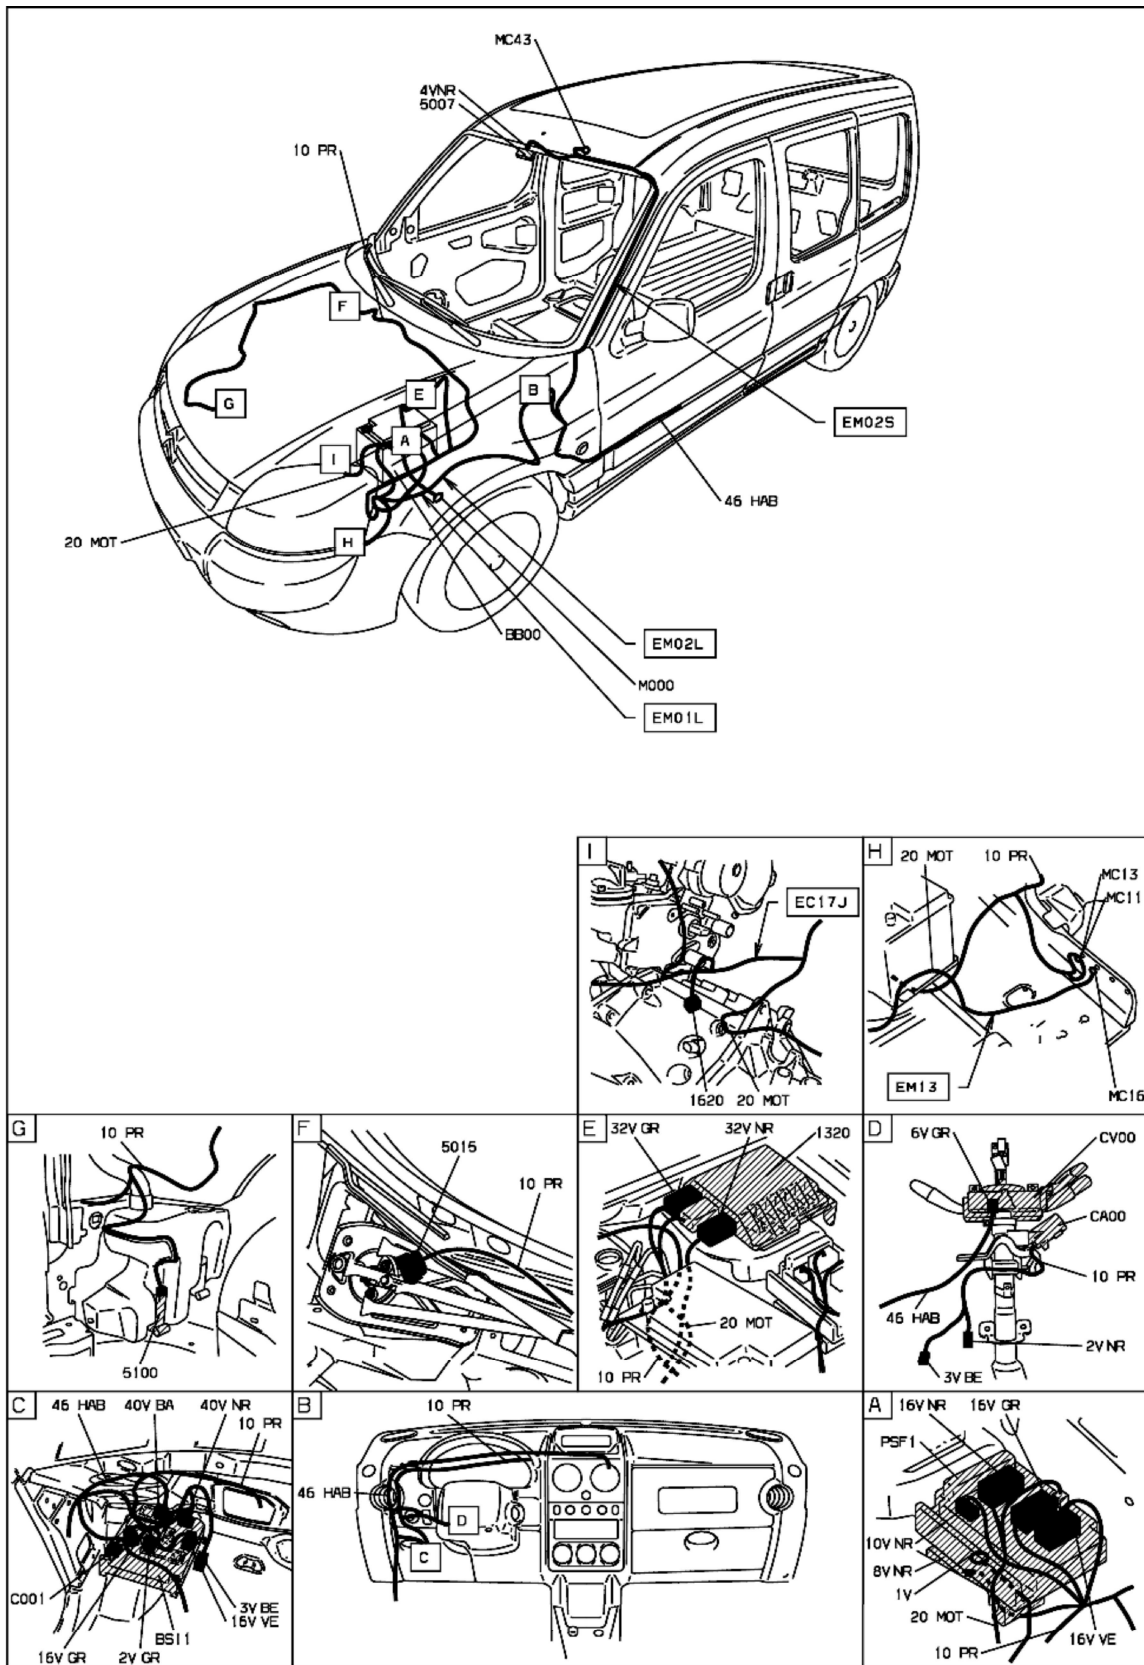 MC43
4VNR
5007
10 PR
F
G
E
B
A
I
H
EM02S
46 HAB
20 MOT
BB00
EM02L
M000
EM01L
I
EC17J
1620
20 MOT
H
20 MOT
10 PR
MC13
MC11
EM13
MC16
G
10 PR
5100
F
5015
10 PR
E
32V GR
32V NR
1320
20 MOT
10 PR
D
6V GR
CV00
CA00
10 PR
46 HAB
2V NR
3V BE
C
46 HAB
40V BA
40V NR
10 PR
C001
16V GR
2V GR
BSI1
3V BE
16V VE
B
10 PR
46 HAB
D
C
A
16V NR
16V GR
PSF1
10V NR
8V NR
1V
20 MOT
10 PR
16V VE